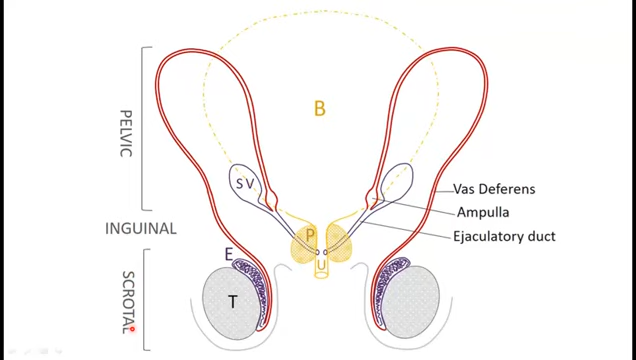 B
PELVIC
SV
Vas Deferens
Ampulla
INGUINAL
P
Ejaculatory duct
E
U
SCROTAL
T